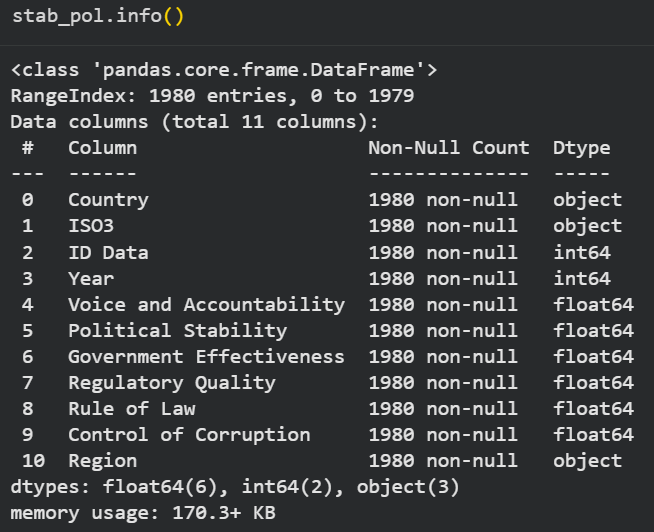 stab_pol.info()
<class 'pandas.core.frame.DataFrame'>
RangeIndex: 1980 entries, 0 to 1979
Data columns (total 11 columns):
 #   Column                    Non-Null Count  Dtype
---  ------                    --------------  -----
 0   Country                   1980 non-null   object
 1   ISO3                      1980 non-null   object
 2   ID Data                   1980 non-null   int64
 3   Year                      1980 non-null   int64
 4   Voice and Accountability  1980 non-null   float64
 5   Political Stability       1980 non-null   float64
 6   Government Effectiveness  1980 non-null   float64
 7   Regulatory Quality        1980 non-null   float64
 8   Rule of Law               1980 non-null   float64
 9   Control of Corruption     1980 non-null   float64
 10  Region                    1980 non-null   object
dtypes: float64(6), int64(2), object(3)
memory usage: 170.3+ KB